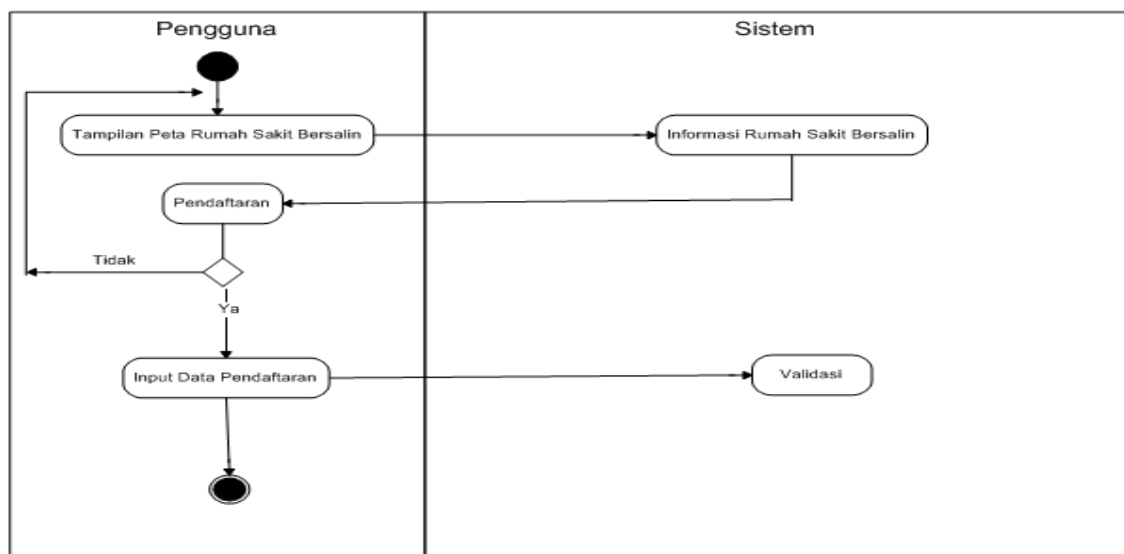 Pengguna
Sistem
Tampilan Peta Rumah Sakit Bersalin
Informasi Rumah Sakit Bersalin
Pendaftaran
Tidak
Ya
Input Data Pendaftaran
Validasi